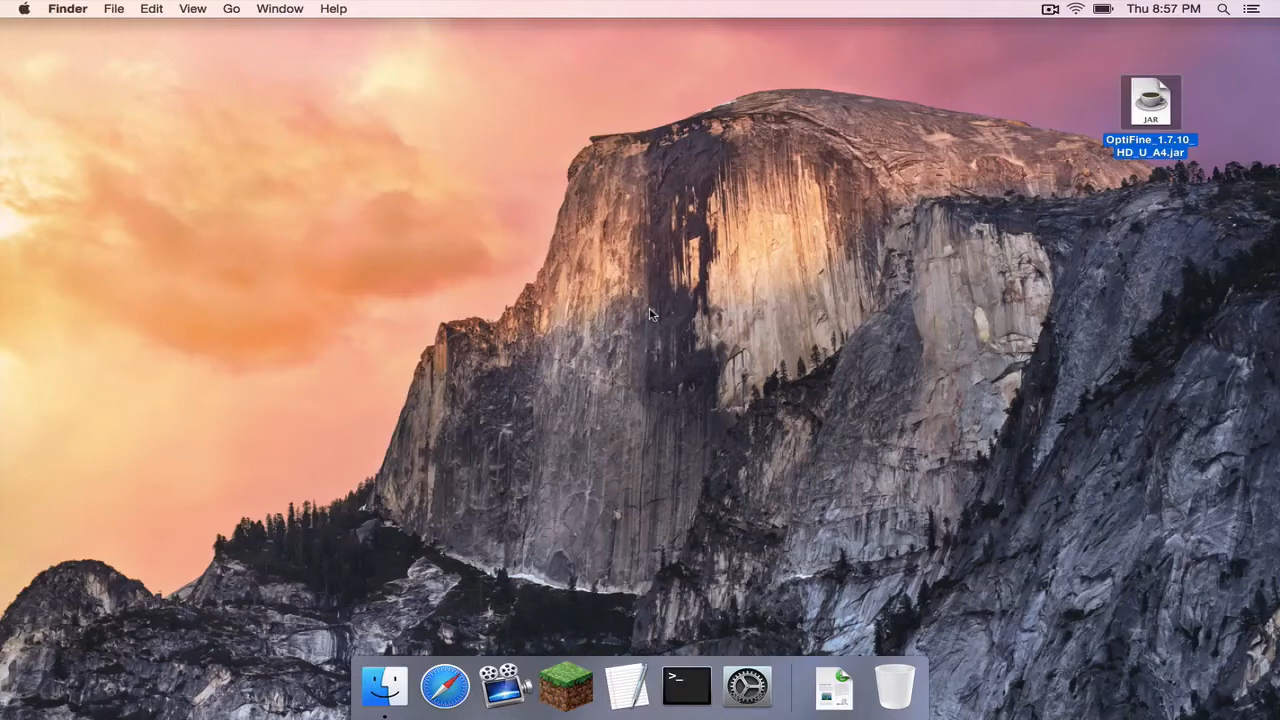 Finder File Edit View Go Window Help Thu 8:57 PM
JAR
OptiFine_1.7.10_
HD_U_A4.jar
>_